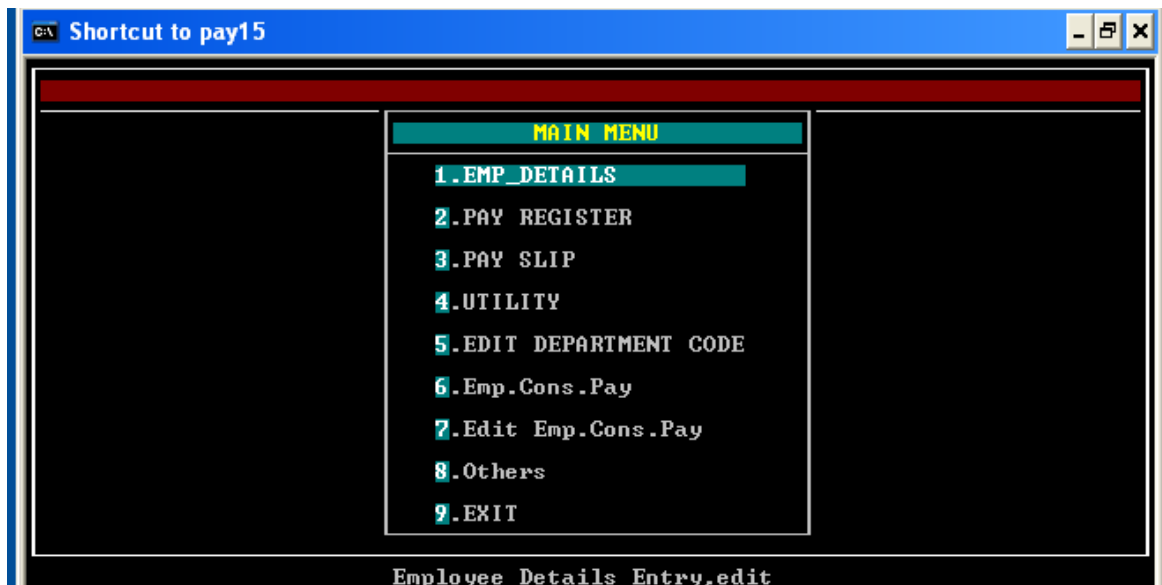 Shortcut to pay15
MAIN MENU
1.EMP_DETAILS
2.PAY REGISTER
3.PAY SLIP
4.UTILITY
5.EDIT DEPARTMENT CODE
6.Emp.Cons.Pay
7.Edit Emp.Cons.Pay
8.Others
9.EXIT
Employee Details Entry,edit